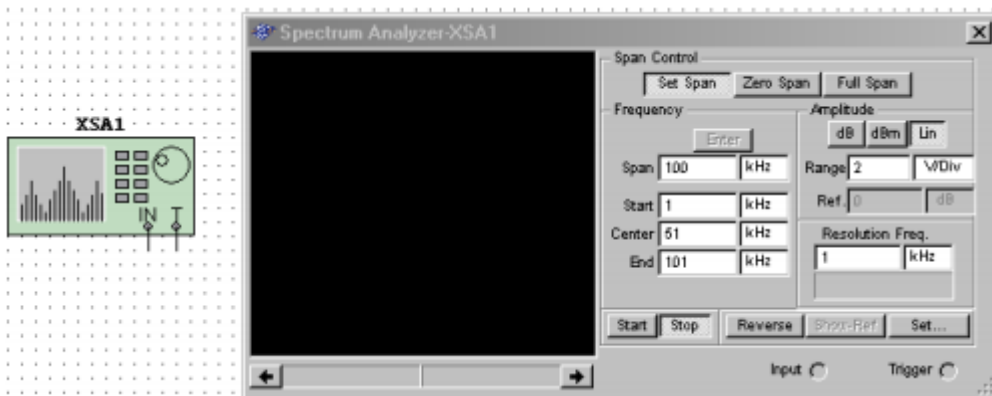 Spectrum Analyzer-XSA1
XSA1
IN T
Span Control
Set Span Zero Span Full Span
Frequency
Enter
Span 100 kHz
Start 1 kHz
Center 51 kHz
End 101 kHz
Amplitude
dB dBm Lin
Range 2 V/Div
Ref. 0 dB
Resolution Freq.
1 kHz
Start Stop Reverse Show-Ref Set...
Input Trigger